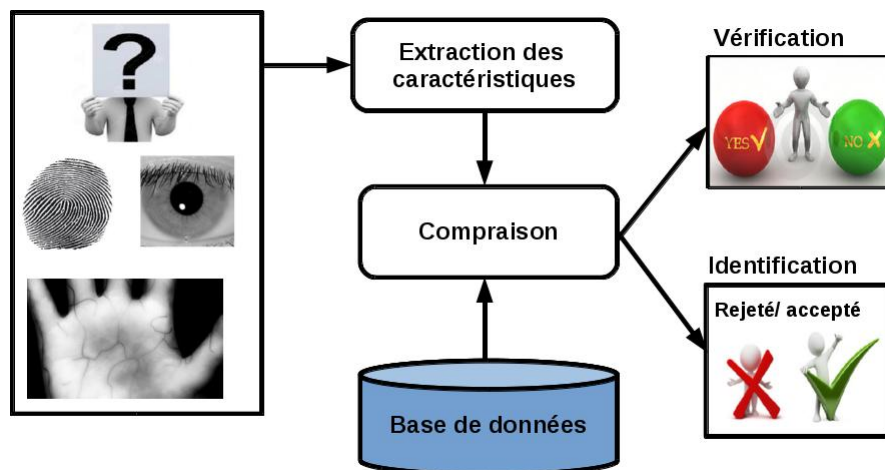 Extraction des
caractéristiques
Vérification
YES
NO X
Compraison
Identification
Rejeté/ accepté
Base de données
?